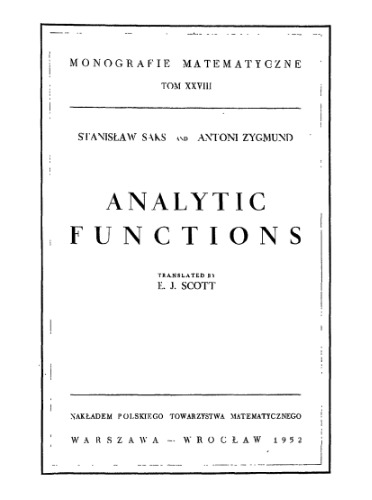 MONOGRAFIE MATEMATYCZNE
TOM XXVIII
STANISŁAW SAKS AND ANTONI ZYGMUND
ANALYTIC
FUNCTIONS
TRANSLATED BY
E. J. SCOTT
NAKŁADEM POLSKIEGO TOWARZYSTWA MATEMATYCZNEGO
WARSZAWA – WROCŁAW 1952